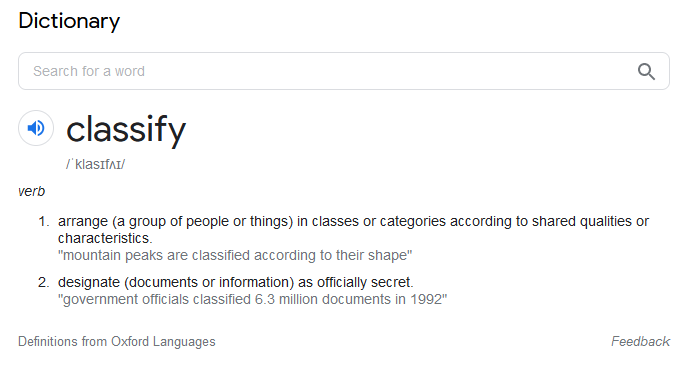 Dictionary
Search for a word
classify
/ˈklasɪfʌɪ/
verb
1. arrange (a group of people or things) in classes or categories according to shared qualities or
characteristics.
"mountain peaks are classified according to their shape"
2. designate (documents or information) as officially secret.
"government officials classified 6.3 million documents in 1992"
Definitions from Oxford Languages Feedback